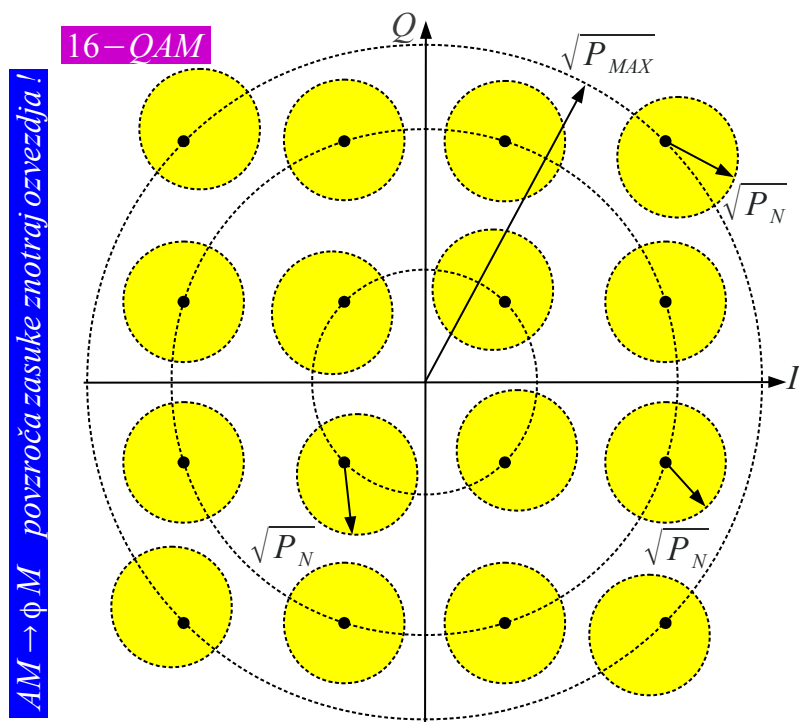 16−QAM
Q
√P_MAX
√P_N
I
√P_N
√P_N
AM→φM povzroča zasuke znotraj ozvezdja!